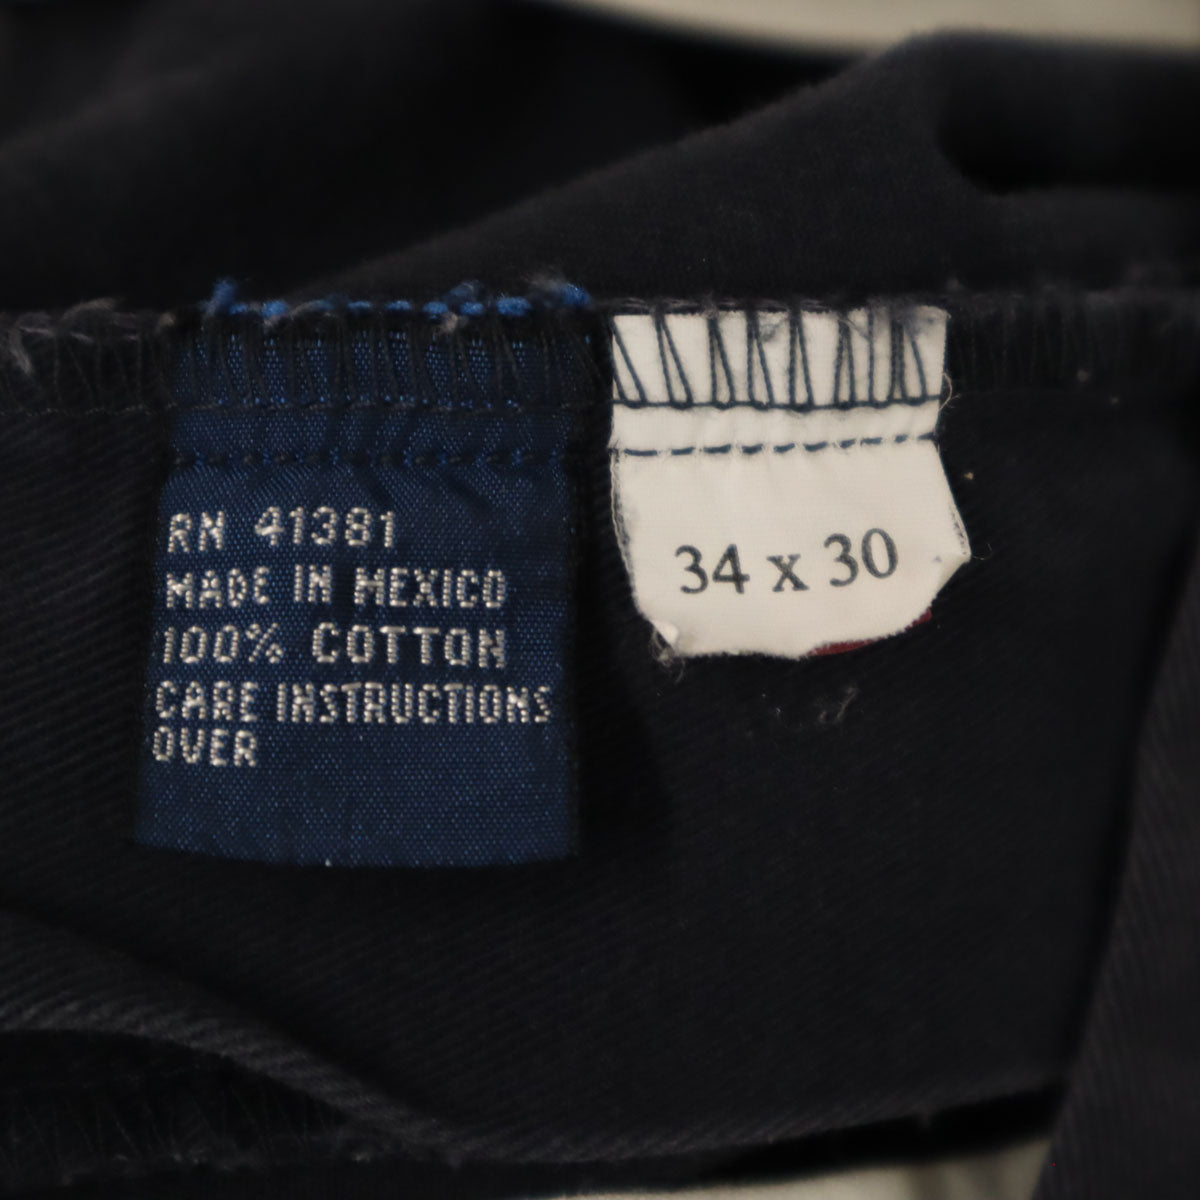 RN 41381
MADE IN MEXICO
100% COTTON
CARE INSTRUCTIONS
OVER
34 x 30